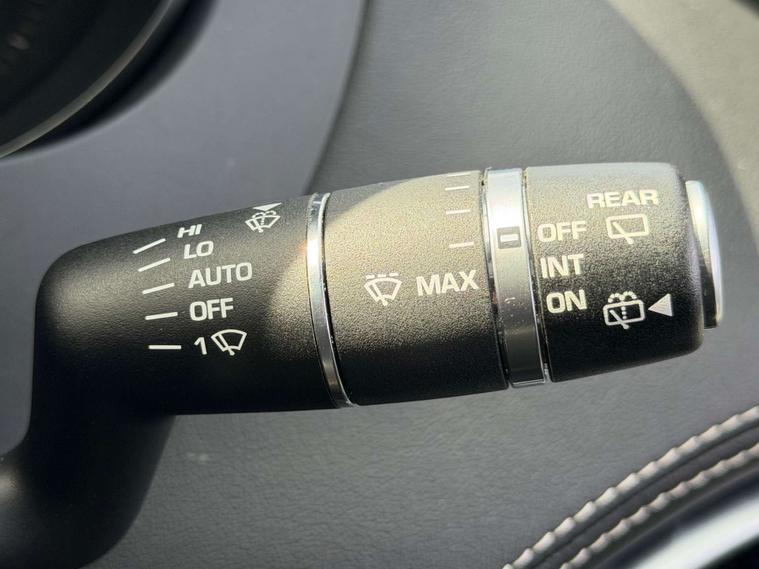 HI
LO
AUTO
OFF
1
MAX
REAR
OFF
INT
ON